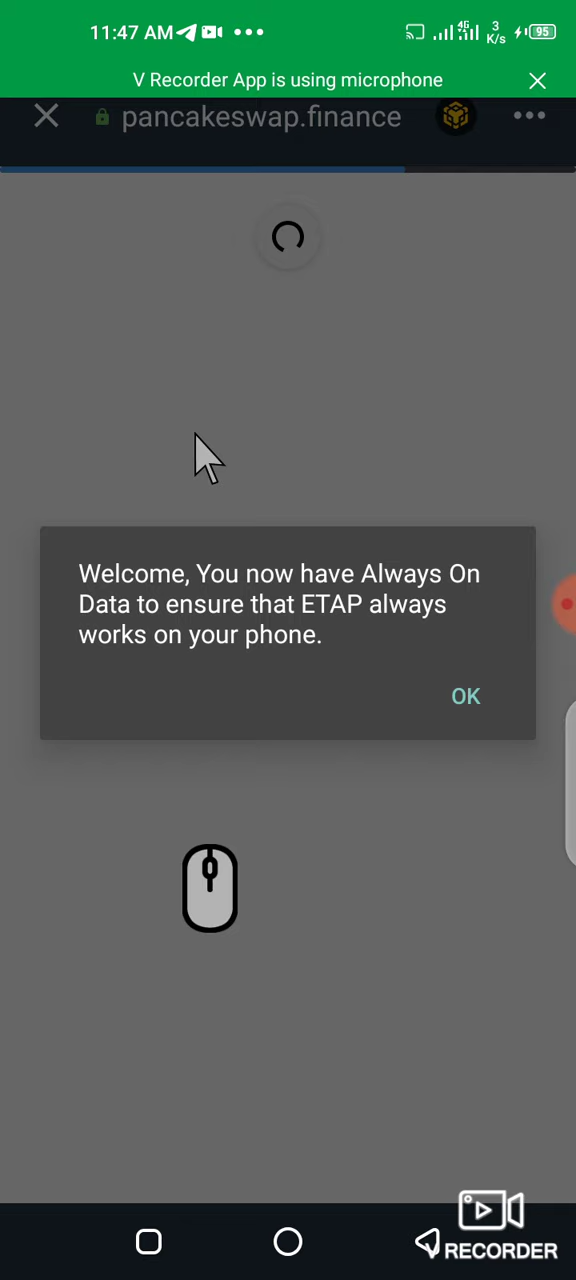 11:47 AM ••• 4G 3 K/s 95
V Recorder App is using microphone
pancakeswap.finance •••
Welcome, You now have Always On
Data to ensure that ETAP always
works on your phone.
OK
RECORDER